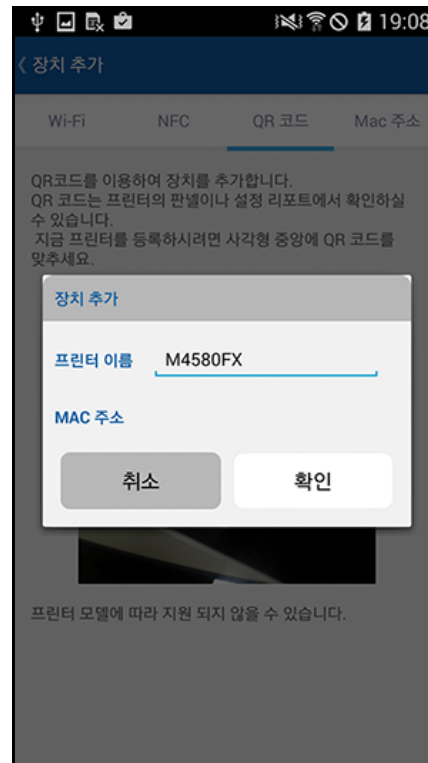 19:08
〈 장치 추가
Wi-Fi NFC QR 코드 Mac 주소
QR코드를 이용하여 장치를 추가합니다.
QR 코드는 프린터의 판넬이나 설정 리포트에서 확인하실
수 있습니다.
지금 프린터를 등록하시려면 사각형 중앙에 QR 코드를
맞추세요.
장치 추가
프린터 이름 M4580FX
MAC 주소
취소 확인
프린터 모델에 따라 지원 되지 않을 수 있습니다.